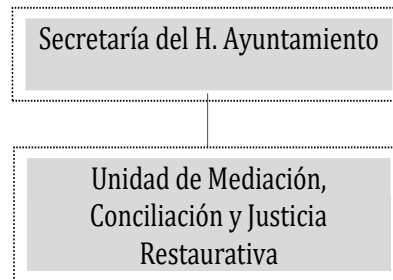 Secretaría del H. Ayuntamiento
Unidad de Mediación,
Conciliación y Justicia
Restaurativa